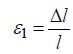 ε₁ = Δl / l